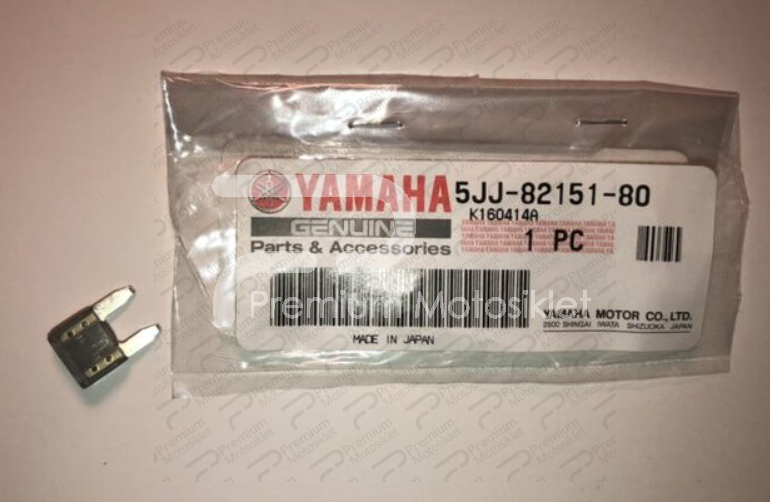 YAMAHA
5JJ-82151-80
K160414A
GENUINE
1 PC
Parts & Accessories
Premium Motosiklet
YAMAHA MOTOR CO., LTD.
2500 SHINGAI IWATA SHIZUOKA JAPAN
MADE IN JAPAN